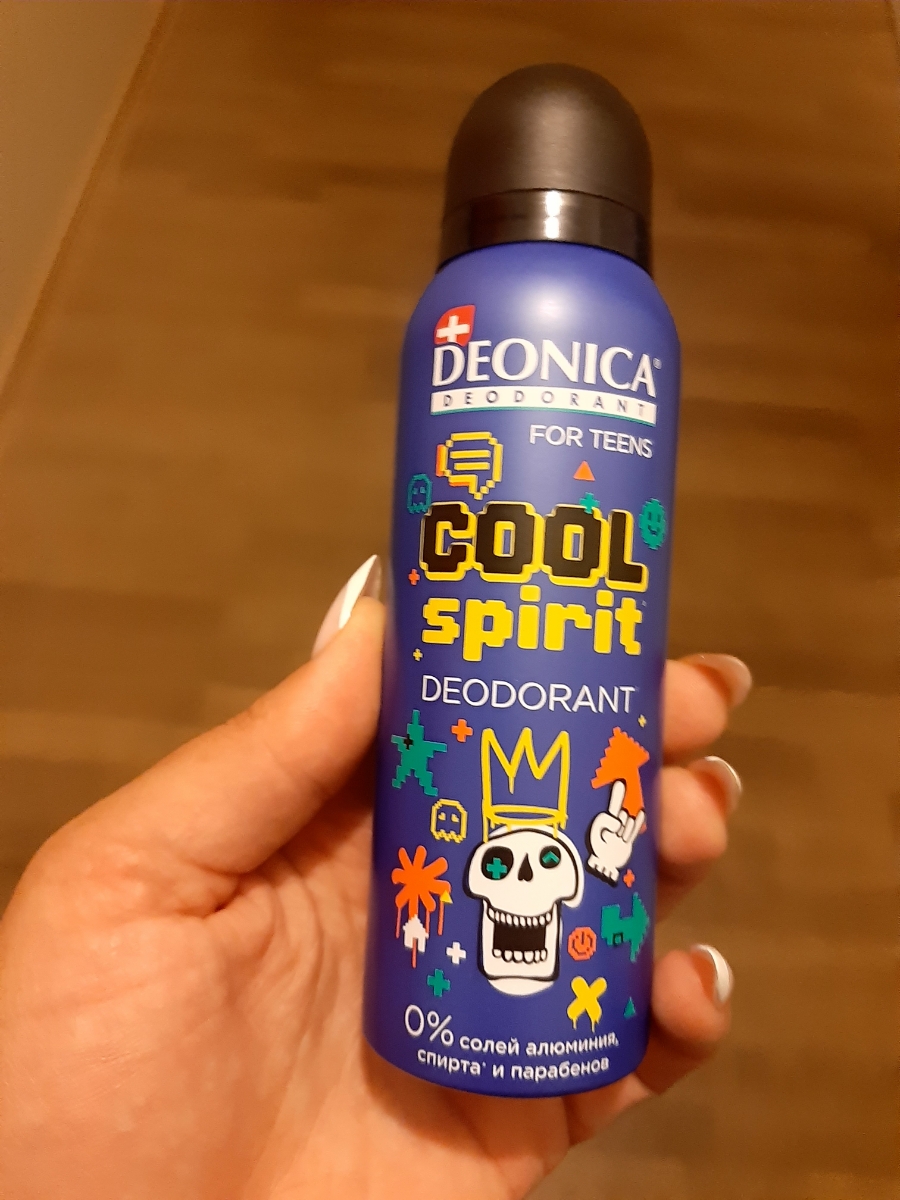 DEONICA®
DEODORANT
FOR TEENS
COOL
spirit
DEODORANT
0% солей алюминия,
спирта* и парабенов